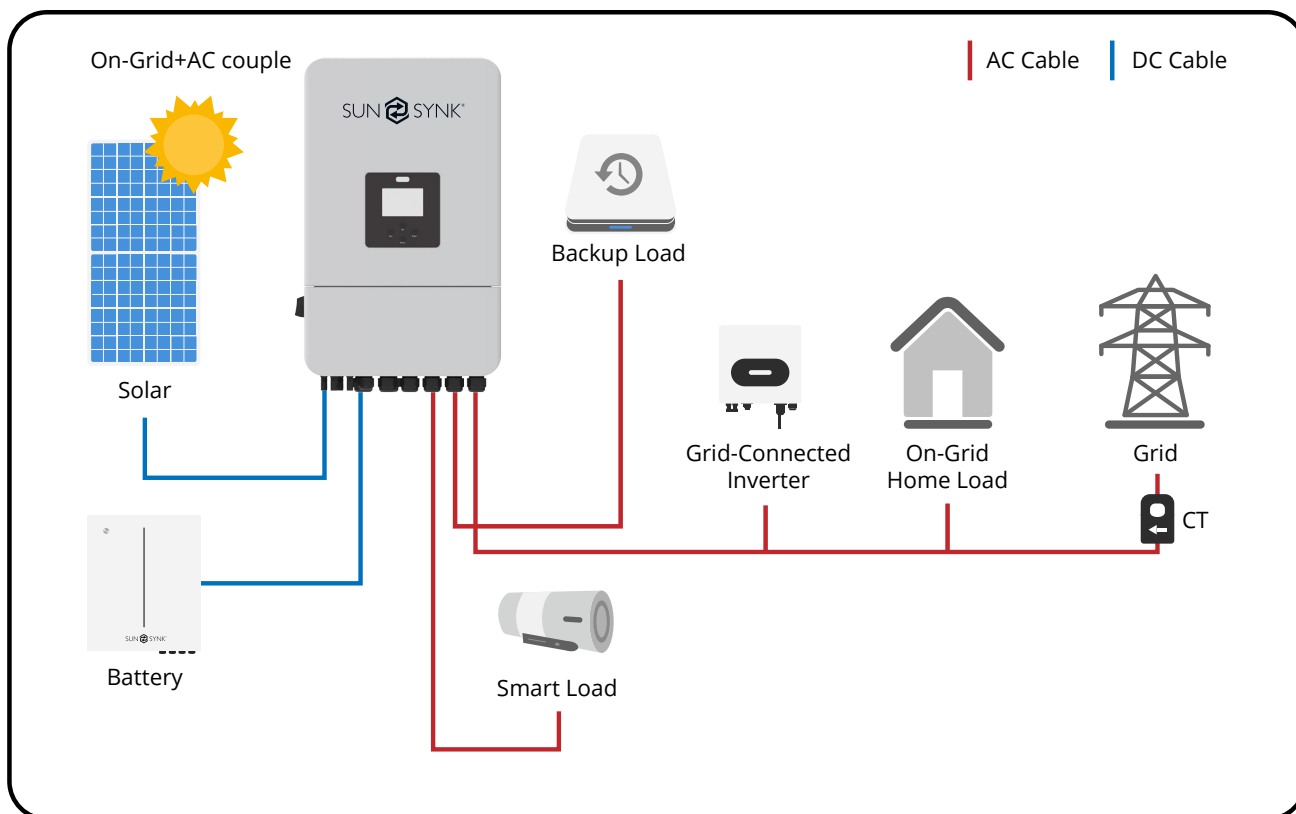 On-Grid+AC couple
AC Cable
DC Cable
SUN SYNK®
Backup Load
Solar
Grid-Connected
Inverter
On-Grid
Home Load
Grid
CT
SUN SYNK
Battery
Smart Load